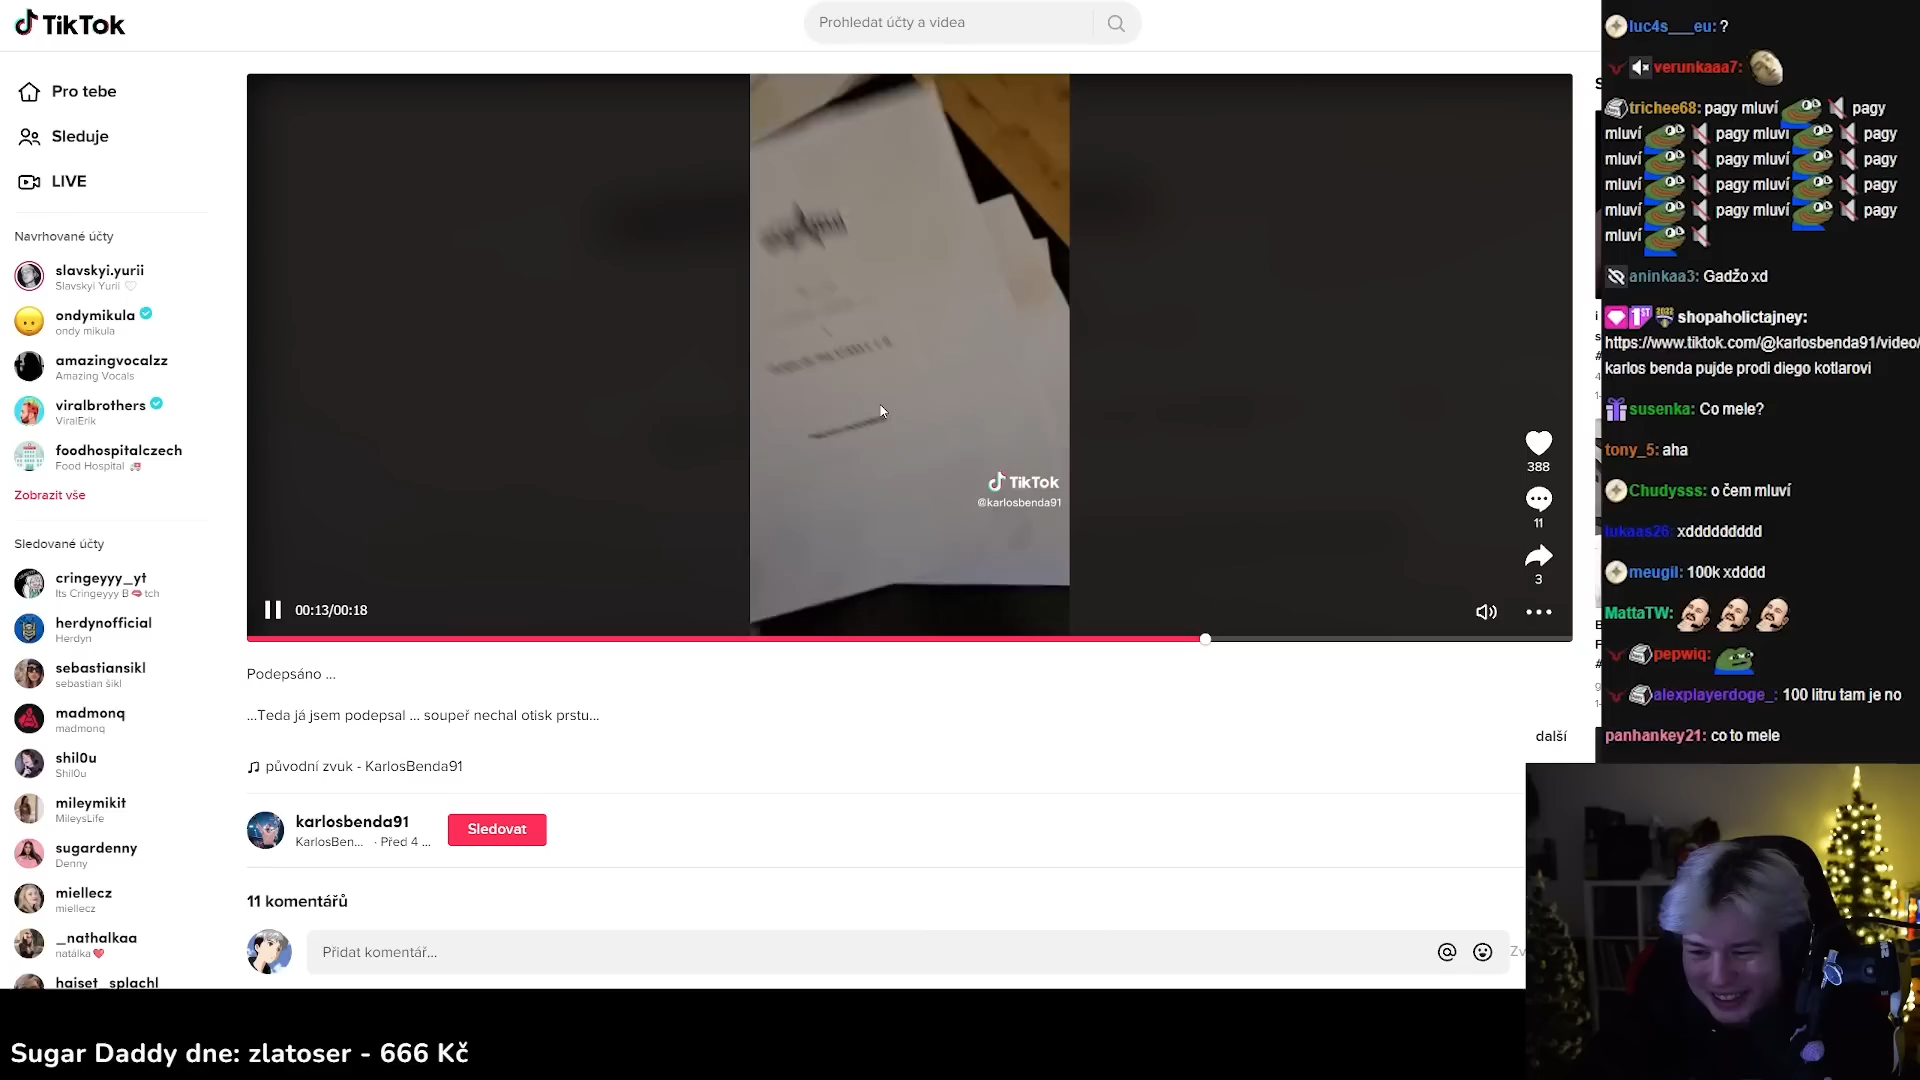 TikTok
Prohledat účty a videa
Pro tebe
Sleduje
LIVE
Navrhované účty
slavskyi.yurii
Slavskyi Yurii
ondymikula
ondy mikula
amazingvocalzz
Amazing Vocals
viralbrothers
ViralErik
foodhospitalczech
Food Hospital
Zobrazit vše
Sledované účty
cringeyyy_yt
Its Cringeyyy B tch
herdynofficial
Herdyn
sebastiansikl
sebastian šikl
madmonq
madmonq
shil0u
Shil0u
mileymikit
MileysLife
sugardenny
Denny
miellecz
miellecz
_nathalkaa
natálka
haiset_splachl
TikTok
@karlosbenda91
388
11
3
00:13/00:18
Podepsáno ...
...Teda já jsem podepsal ... soupeř nechal otisk prstu...
další
původní zvuk - KarlosBenda91
karlosbenda91
KarlosBen... · Před 4 ...
Sledovat
11 komentářů
Přidat komentář...
Zv
luc4s___eu: ?
verunkaaa7:
trichee68: pagy mluví pagy
mluví pagy mluví pagy
mluví pagy mluví pagy
mluví pagy mluví pagy
mluví pagy mluví pagy
mluví
aninkaa3: Gadžo xd
1ST 2022 shopaholictajney:
https://www.tiktok.com/@karlosbenda91/video/
karlos benda pujde prodi diego kotlarovi
susenka: Co mele?
tony_5: aha
Chudysss: o čem mluví
lukaas26: xddddddddd
meugil: 100k xdddd
MattaTW:
pepwiq:
alexplayerdoge_: 100 litru tam je no
panhankey21: co to mele
Sugar Daddy dne: zlatoser - 666 Kč